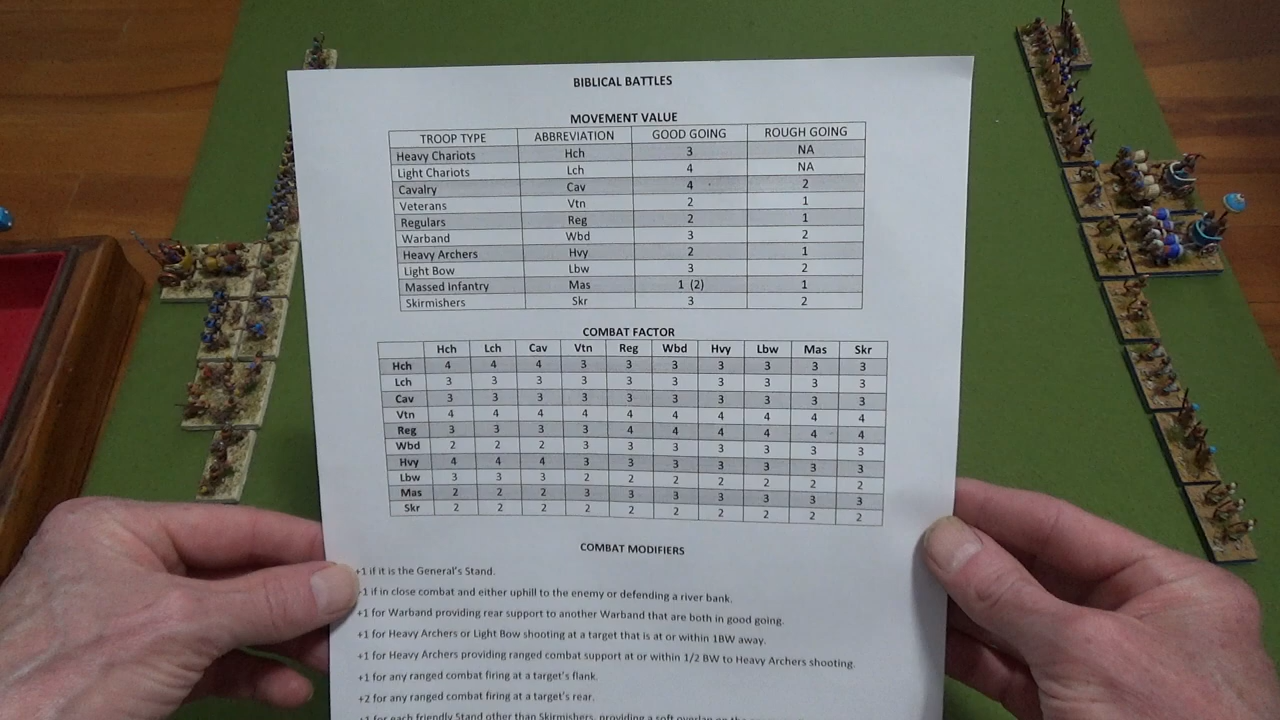 BIBLICAL BATTLES
MOVEMENT VALUE
TROOP TYPE ABBREVIATION GOOD GOING ROUGH GOING
Heavy Chariots Hch 3 NA
Light Chariots Lch 4 NA
Cavalry Cav 4 2
Veterans Vtn 2 1
Regulars Reg 2 1
Warband Wbd 3 2
Heavy Archers Hvy 2 1
Light Bow Lbw 3 2
Massed Infantry Mas 1 (2) 1
Skirmishers Skr 3 2
COMBAT FACTOR
Hch Lch Cav Vtn Reg Wbd Hvy Lbw Mas Skr
Hch 4 4 4 3 3 3 3 3 3 3
Lch 3 3 3 3 3 3 3 3 3 3
Cav 3 3 3 3 3 3 3 3 3 3
Vtn 4 4 4 4 4 4 4 4 4 4
Reg 3 3 3 3 4 4 4 4 4 4
Wbd 2 2 2 3 3 3 3 3 3 3
Hvy 4 4 4 3 3 3 3 3 3 3
Lbw 3 3 3 2 2 2 2 2 2 2
Mas 2 2 2 3 3 3 3 3 3 3
Skr 2 2 2 2 2 2 2 2 2 2
COMBAT MODIFIERS
+1 if it is the General's Stand.
+1 if in close combat and either uphill to the enemy or defending a river bank.
+1 for Warband providing rear support to another Warband that are both in good going.
+1 for Heavy Archers or Light Bow shooting at a target that is at or within 1BW away.
+1 for Heavy Archers providing ranged combat support at or within 1/2 BW to Heavy Archers shooting.
+1 for any ranged combat firing at a target's flank.
+2 for any ranged combat firing at a target's rear.
+1 for each friendly Stand other than Skirmishers, providing a soft overlap on the